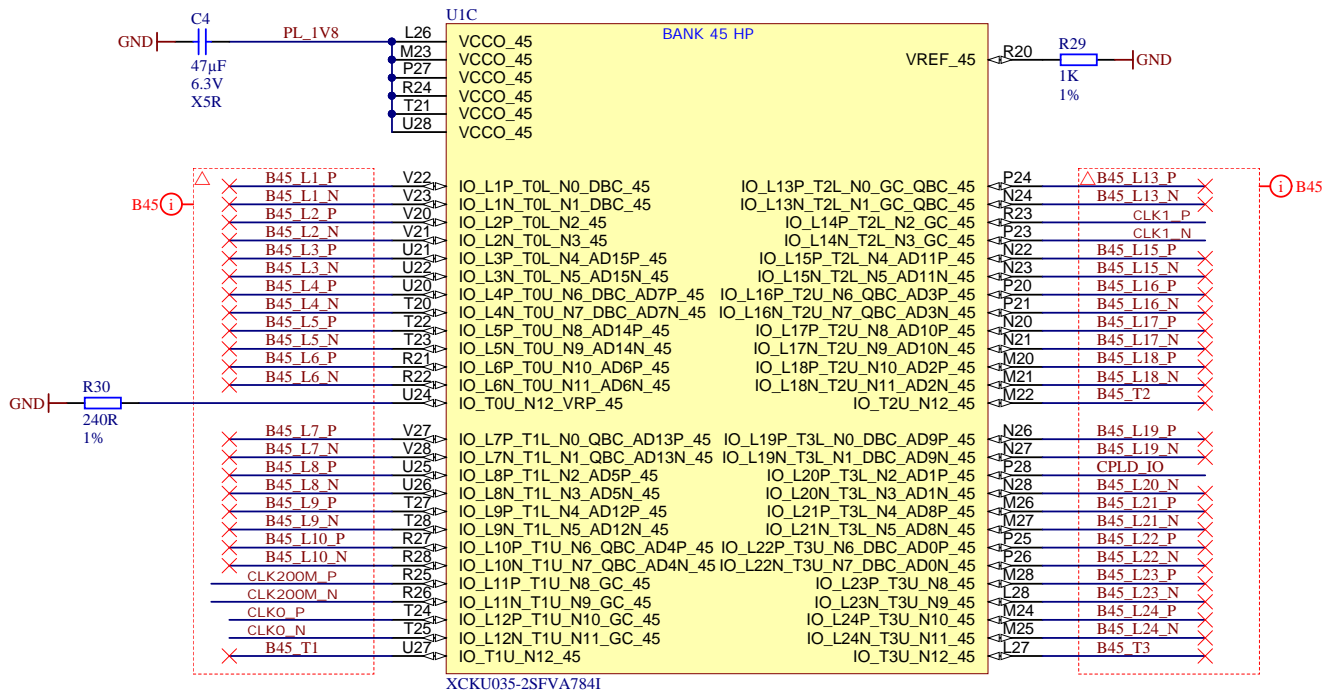 U1C
BANK 45 HP
C4
GND
47µF
6.3V
X5R
PL_1V8
L26 VCCO_45
M23 VCCO_45
P27 VCCO_45
R24 VCCO_45
T21 VCCO_45
U28 VCCO_45
VREF_45 R20
R29
1K
1%
GND
B45 i
B45_L1_P V22 IO_L1P_T0L_N0_DBC_45
B45_L1_N V23 IO_L1N_T0L_N1_DBC_45
B45_L2_P V20 IO_L2P_T0L_N2_45
B45_L2_N V21 IO_L2N_T0L_N3_45
B45_L3_P U21 IO_L3P_T0L_N4_AD15P_45
B45_L3_N U22 IO_L3N_T0L_N5_AD15N_45
B45_L4_P U20 IO_L4P_T0U_N6_DBC_AD7P_45
B45_L4_N T20 IO_L4N_T0U_N7_DBC_AD7N_45
B45_L5_P T22 IO_L5P_T0U_N8_AD14P_45
B45_L5_N T23 IO_L5N_T0U_N9_AD14N_45
B45_L6_P R21 IO_L6P_T0U_N10_AD6P_45
B45_L6_N R22 IO_L6N_T0U_N11_AD6N_45
GND
R30
240R
1%
U24 IO_T0U_N12_VRP_45
B45_L7_P V27 IO_L7P_T1L_N0_QBC_AD13P_45
B45_L7_N V28 IO_L7N_T1L_N1_QBC_AD13N_45
B45_L8_P U25 IO_L8P_T1L_N2_AD5P_45
B45_L8_N U26 IO_L8N_T1L_N3_AD5N_45
B45_L9_P T27 IO_L9P_T1L_N4_AD12P_45
B45_L9_N T28 IO_L9N_T1L_N5_AD12N_45
B45_L10_P R27 IO_L10P_T1U_N6_QBC_AD4P_45
B45_L10_N R28 IO_L10N_T1U_N7_QBC_AD4N_45
CLK200M_P R25 IO_L11P_T1U_N8_GC_45
CLK200M_N R26 IO_L11N_T1U_N9_GC_45
CLK0_P T24 IO_L12P_T1U_N10_GC_45
CLK0_N T25 IO_L12N_T1U_N11_GC_45
B45_T1 U27 IO_T1U_N12_45
IO_L13P_T2L_N0_GC_QBC_45 P24 B45_L13_P
IO_L13N_T2L_N1_GC_QBC_45 N24 B45_L13_N
IO_L14P_T2L_N2_GC_45 R23 CLK1_P
IO_L14N_T2L_N3_GC_45 P23 CLK1_N
IO_L15P_T2L_N4_AD11P_45 N22 B45_L15_P
IO_L15N_T2L_N5_AD11N_45 N23 B45_L15_N
IO_L16P_T2U_N6_QBC_AD3P_45 P20 B45_L16_P
IO_L16N_T2U_N7_QBC_AD3N_45 P21 B45_L16_N
IO_L17P_T2U_N8_AD10P_45 N20 B45_L17_P
IO_L17N_T2U_N9_AD10N_45 N21 B45_L17_N
IO_L18P_T2U_N10_AD2P_45 M20 B45_L18_P
IO_L18N_T2U_N11_AD2N_45 M21 B45_L18_N
IO_T2U_N12_45 M22 B45_T2
IO_L19P_T3L_N0_DBC_AD9P_45 N26 B45_L19_P
IO_L19N_T3L_N1_DBC_AD9N_45 N27 B45_L19_N
IO_L20P_T3L_N2_AD1P_45 P28 CPLD_IO
IO_L20N_T3L_N3_AD1N_45 N28 B45_L20_N
IO_L21P_T3L_N4_AD8P_45 M26 B45_L21_P
IO_L21N_T3L_N5_AD8N_45 M27 B45_L21_N
IO_L22P_T3U_N6_DBC_AD0P_45 P25 B45_L22_P
IO_L22N_T3U_N7_DBC_AD0N_45 P26 B45_L22_N
IO_L23P_T3U_N8_45 M28 B45_L23_P
IO_L23N_T3U_N9_45 L28 B45_L23_N
IO_L24P_T3U_N10_45 M24 B45_L24_P
IO_L24N_T3U_N11_45 M25 B45_L24_N
IO_T3U_N12_45 L27 B45_T3
i B45
XCKU035-2SFVA784I